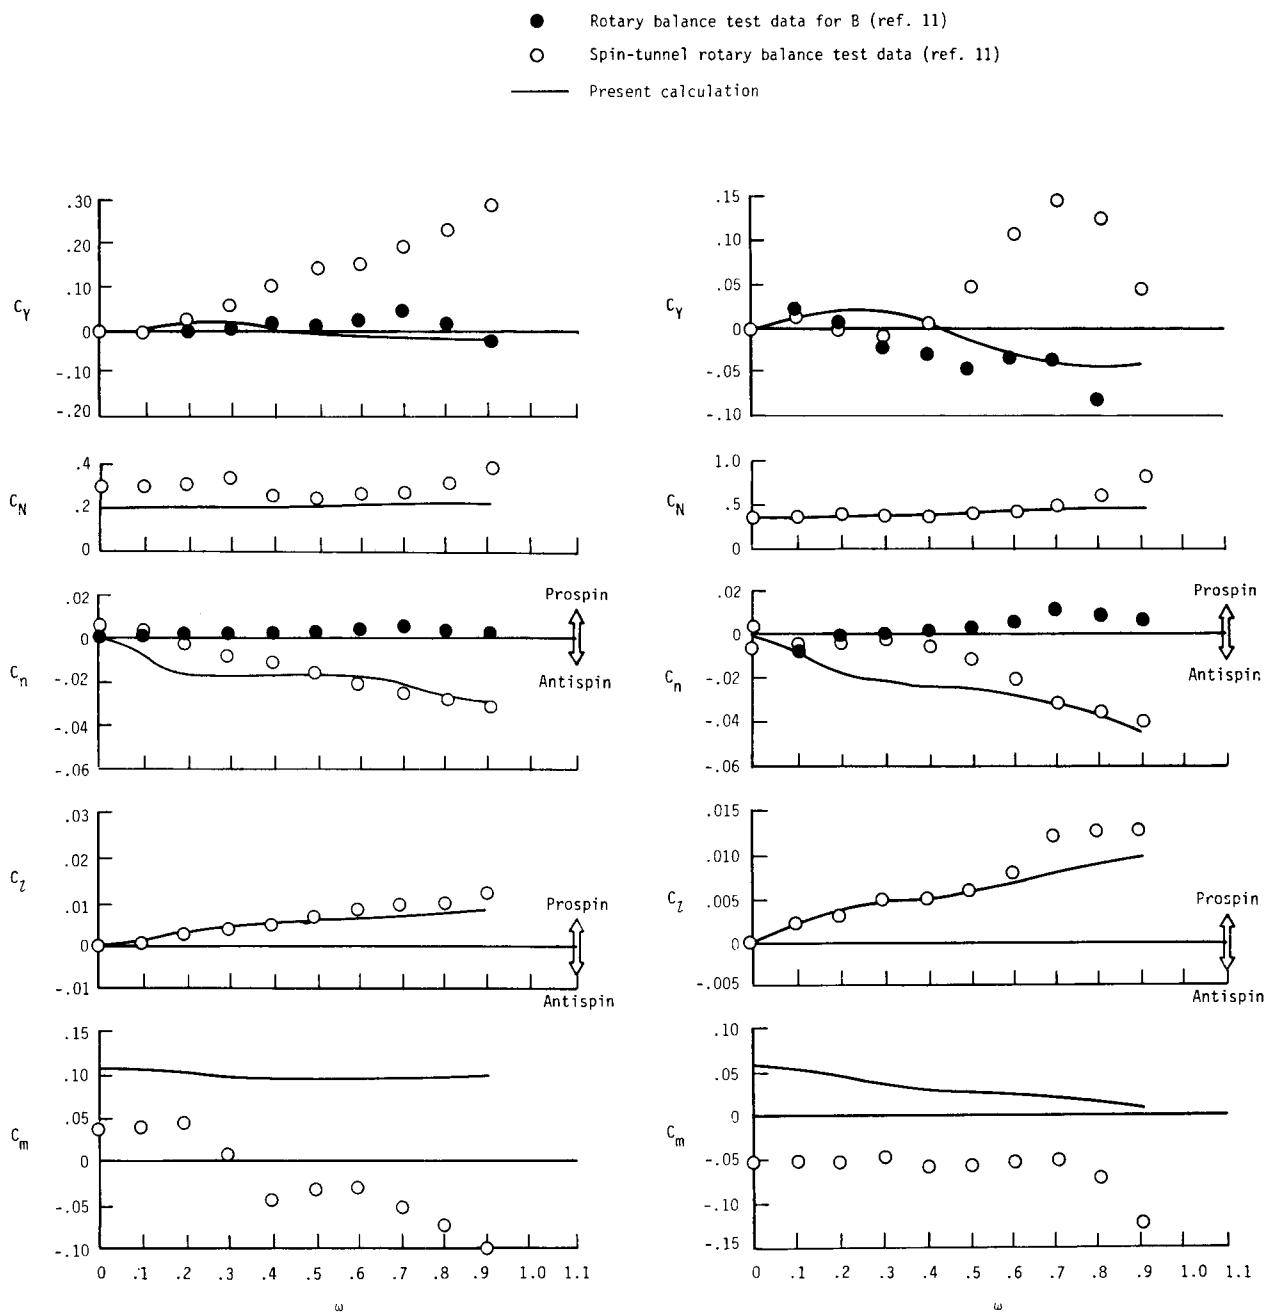 Rotary balance test data for B (ref. 11)
Spin-tunnel rotary balance test data (ref. 11)
Present calculation
.30
.20
.10
0
-.10
-.20
C_Y
.4
.2
0
C_N
.02
0
-.02
-.04
-.06
C_n
Prospin
Antispin
.03
.02
.01
0
-.01
C_l
Prospin
Antispin
.15
.10
.05
0
-.05
-.10
C_m
0 .1 .2 .3 .4 .5 .6 .7 .8 .9 1.0 1.1
ω
.15
.10
.05
0
-.05
-.10
C_Y
1.0
.5
0
C_N
.02
0
-.02
-.04
-.06
C_n
Prospin
Antispin
.015
.010
.005
0
-.005
C_l
Prospin
Antispin
.10
.05
0
-.05
-.10
-.15
C_m
0 .1 .2 .3 .4 .5 .6 .7 .8 .9 1.0 1.1
ω